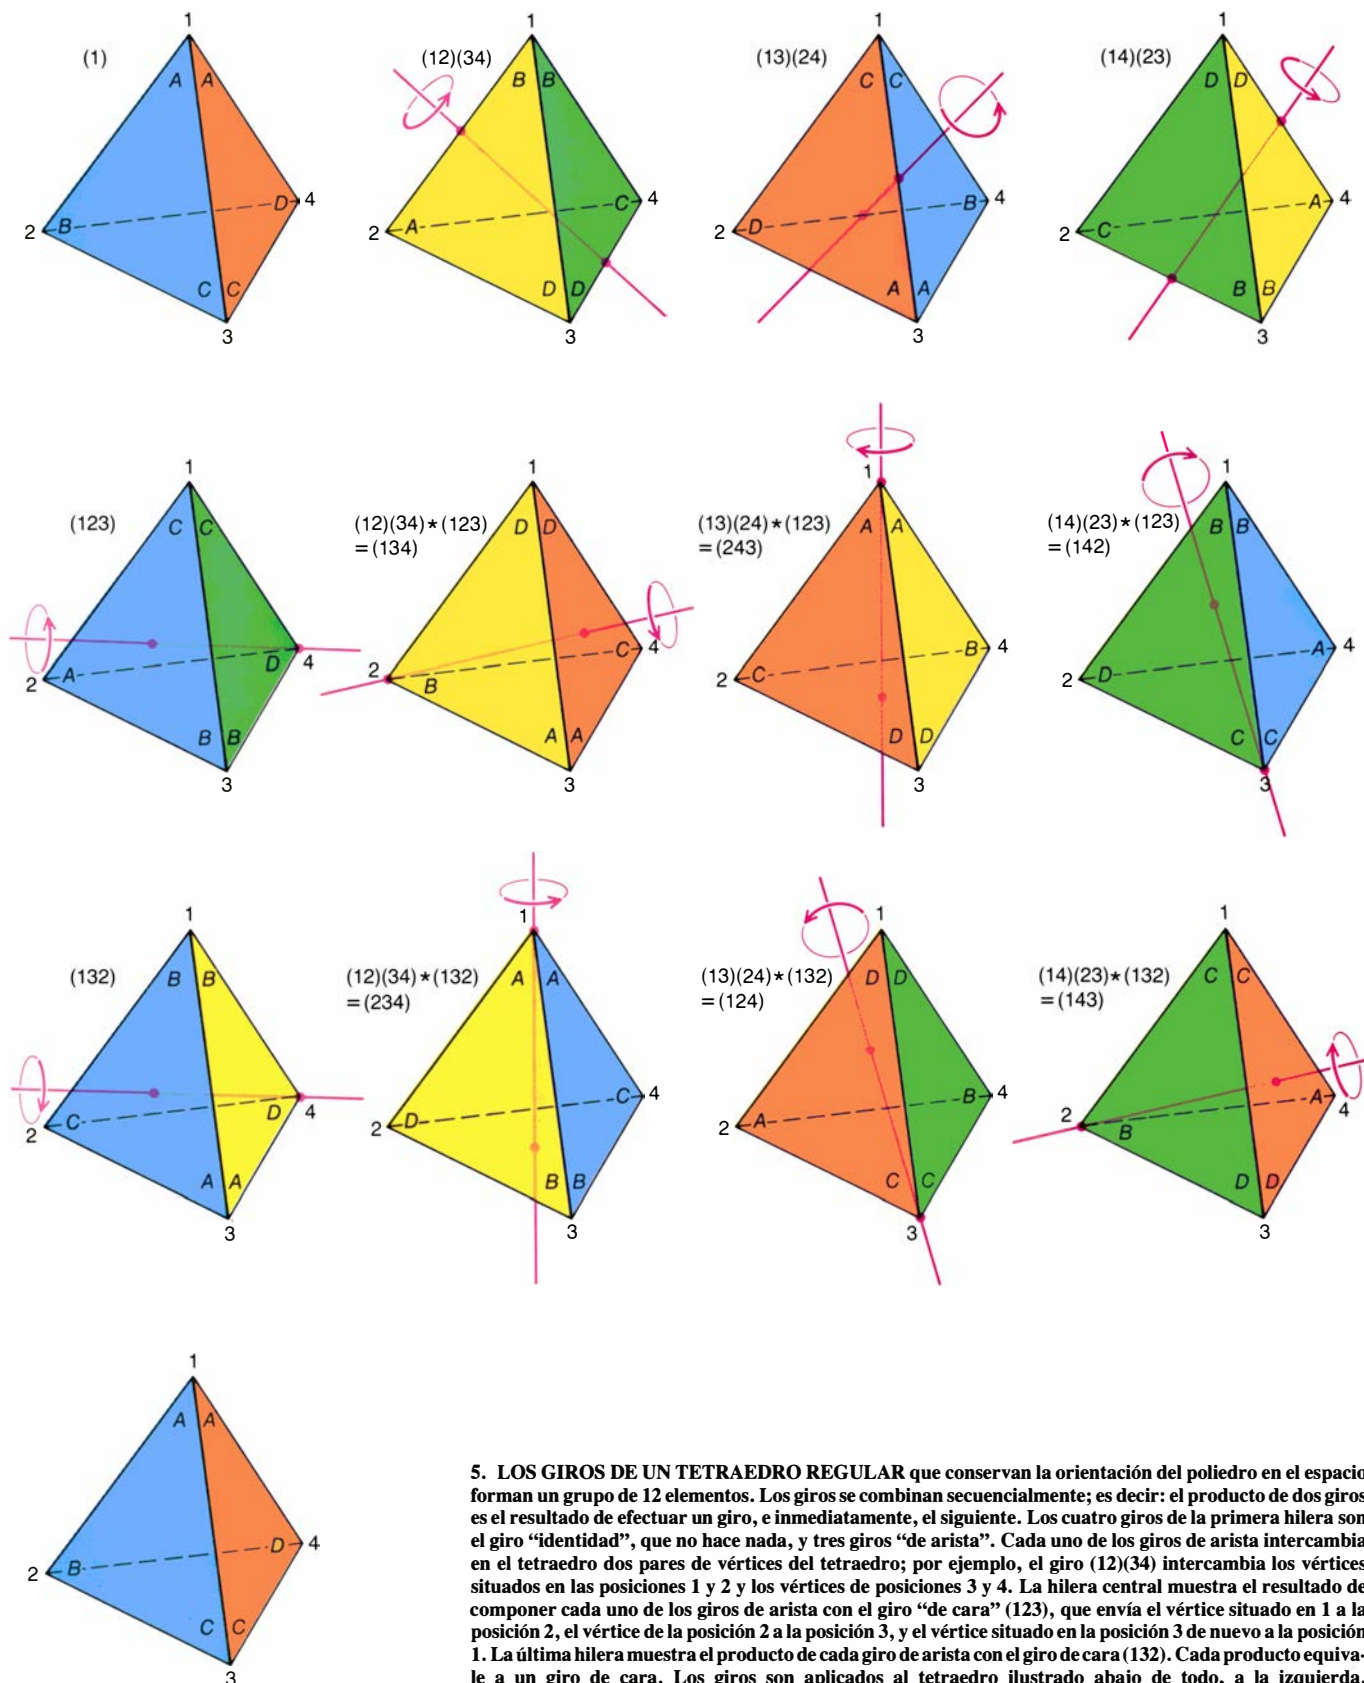 1 1 1 1
(1) (12)(34) (13)(24) (14)(23)
A A B B C C D D
2 B D 4 2 A C 4 2 D B 4 2 C A 4
C C D D A A B B
3 3 3 3
1 1 1 1
(123) (12)(34)*(123) (13)(24)*(123) (14)(23)*(123)
=(134) =(243) =(142)
C C D D A A B B
2 A D 4 2 B C 4 2 C B 4 2 D A 4
B B A A D D C C
3 3 3 3
1 1 1 1
(132) (12)(34)*(132) (13)(24)*(132) (14)(23)*(132)
=(234) =(124) =(143)
B B A A D D C C
2 C D 4 2 D C 4 2 A B 4 2 B A 4
A A B B C C D D
3 3 3 3
1
A A
2 B D 4
C C
3
5. LOS GIROS DE UN TETRAEDRO REGULAR que conservan la orientación del poliedro en el espacio
forman un grupo de 12 elementos. Los giros se combinan secuencialmente; es decir: el producto de dos giros
es el resultado de efectuar un giro, e inmediatamente, el siguiente. Los cuatro giros de la primera hilera son
el giro “identidad”, que no hace nada, y tres giros “de arista”. Cada uno de los giros de arista intercambia
en el tetraedro dos pares de vértices del tetraedro; por ejemplo, el giro (12)(34) intercambia los vértices
situados en las posiciones 1 y 2 y los vértices de posiciones 3 y 4. La hilera central muestra el resultado de
componer cada uno de los giros de arista con el giro “de cara” (123), que envía el vértice situado en 1 a la
posición 2, el vértice de la posición 2 a la posición 3, y el vértice situado en la posición 3 de nuevo a la posición
1. La última hilera muestra el producto de cada giro de arista con el giro de cara (132). Cada producto equiva-
le a un giro de cara. Los giros son aplicados al tetraedro ilustrado abajo de todo, a la izquierda.